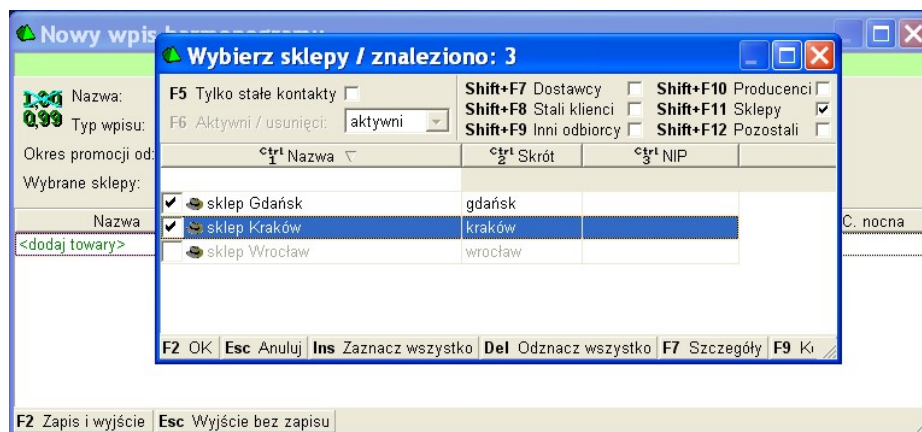 Nowy wpis harmonogramu
Wybierz sklepy / znaleziono: 3
F5 Tylko stałe kontakty
F6 Aktywni / usunięci: aktywni
Shift+F7 Dostawcy
Shift+F8 Stali klienci
Shift+F9 Inni odbiorcy
Shift+F10 Producenci
Shift+F11 Sklepy
Shift+F12 Pozostali
1,99
0,99
Nazwa:
Typ wpisu:
Okres promocji od:
Wybrane sklepy:
Ctrl 1 Nazwa Ctrl 2 Skrót Ctrl 3 NIP
sklep Gdańsk gdańsk
sklep Kraków kraków
sklep Wrocław wrocław
Nazwa C. nocna
<dodaj towary>
F2 OK Esc Anuluj Ins Zaznacz wszystko Del Odznacz wszystko F7 Szczegóły F9
F2 Zapis i wyjście Esc Wyjście bez zapisu